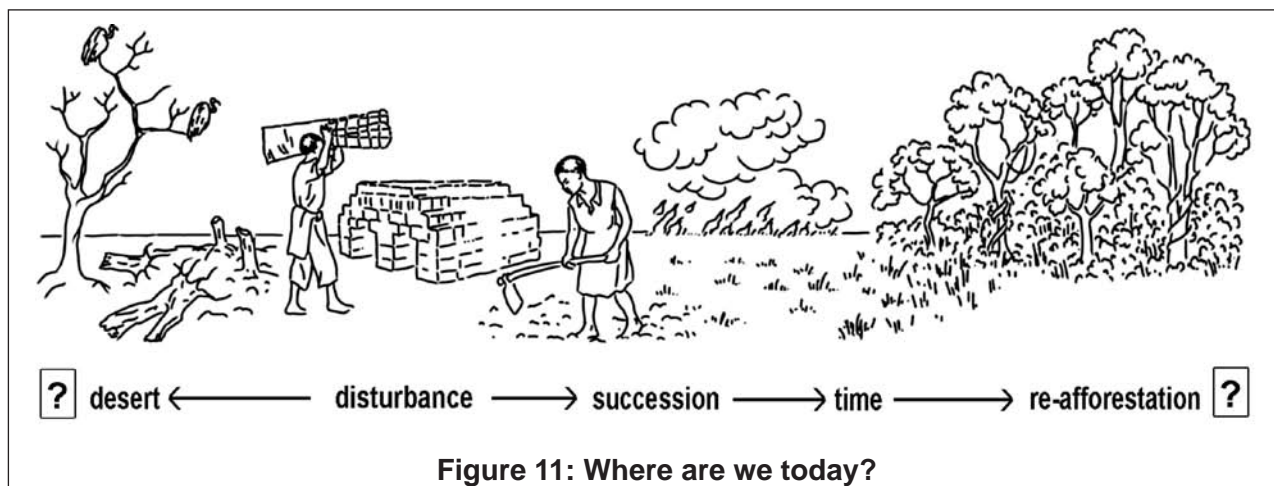 ? desert ← disturbance → succession → time → re-afforestation ?
Figure 11: Where are we today?